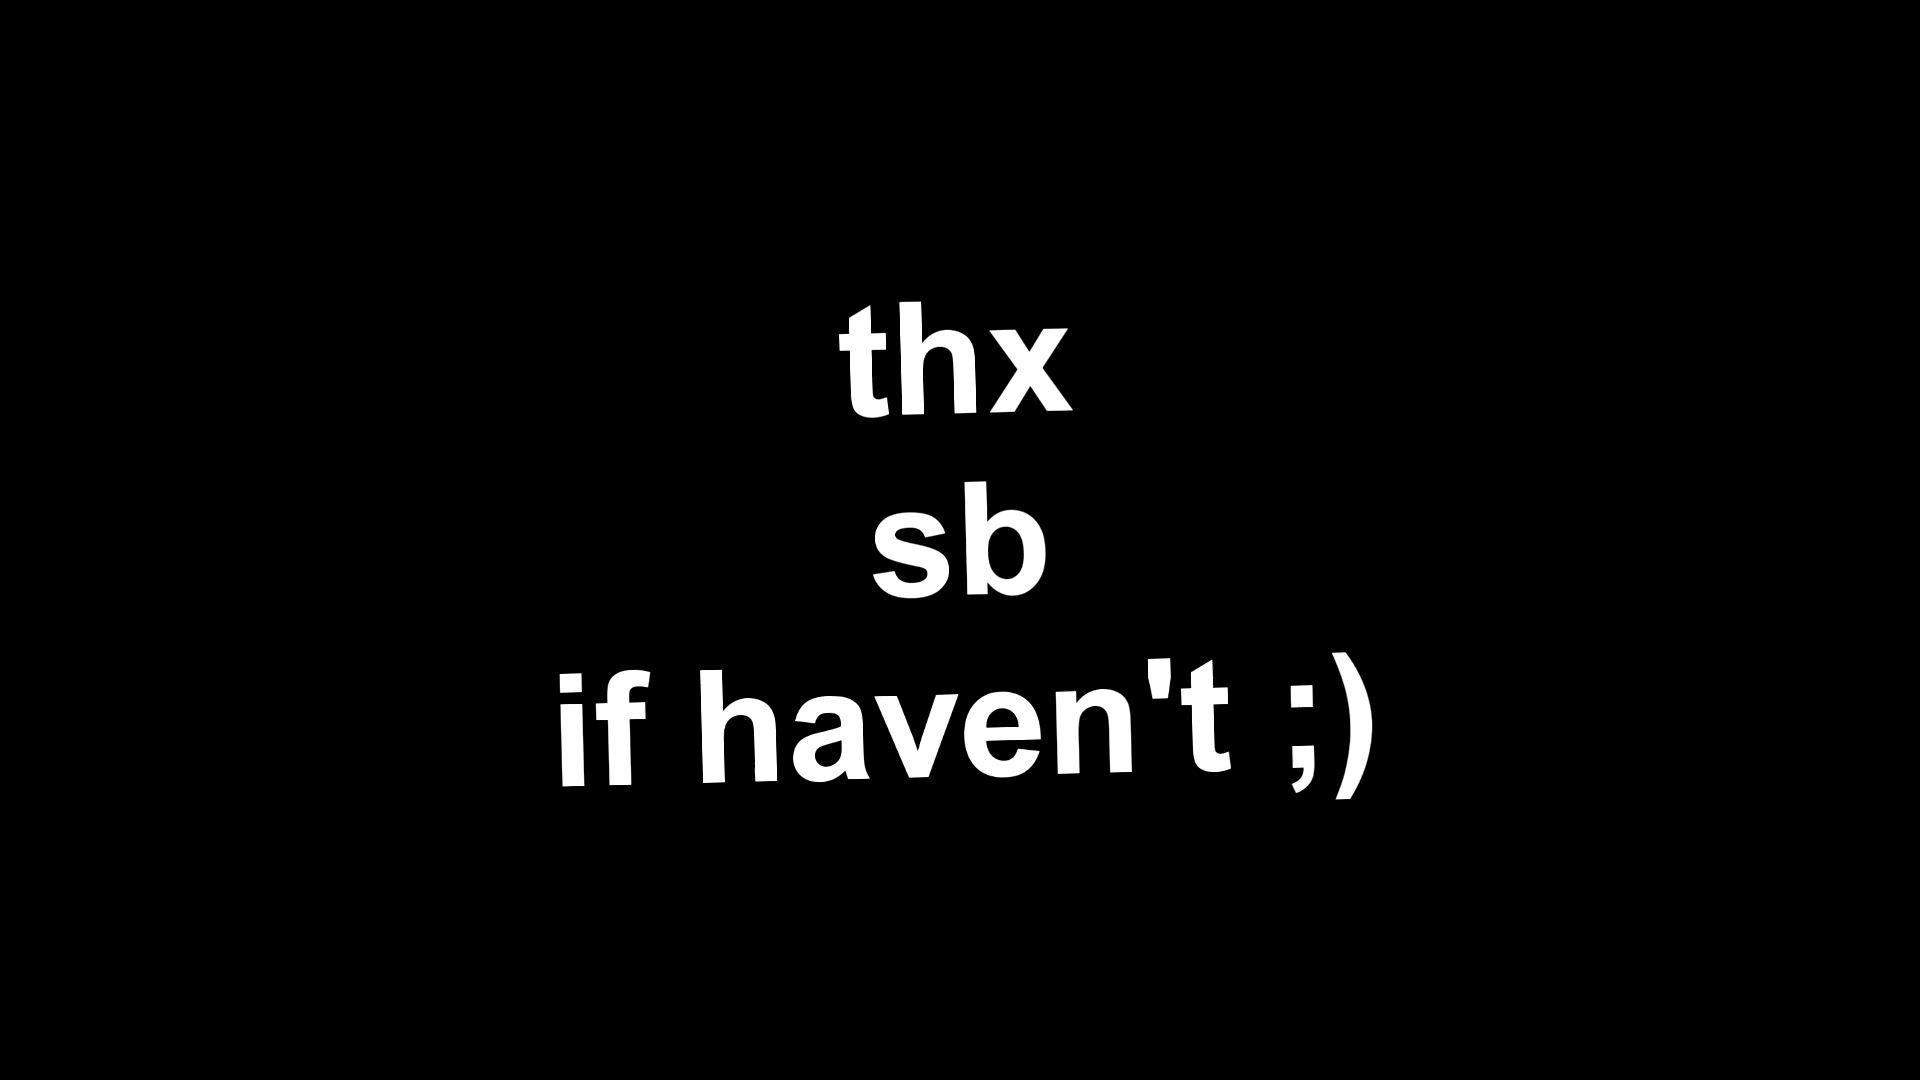 thx
sb
if haven't ;)